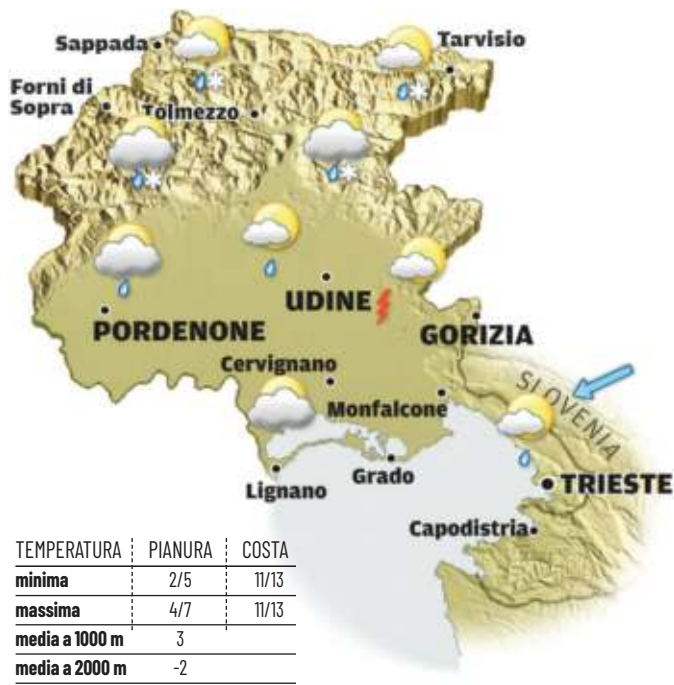 Sappada
Tarvisio
Forni di
Sopra
Tolmezzo
UDINE
PORDENONE
GORIZIA
Cervignano
SLOVENIA
Monfalcone
Grado
Lignano
TRIESTE
Capodistria
TEMPERATURA PIANURA COSTA
minima 2/5 11/13
massima 4/7 11/13
media a 1000 m 3
media a 2000 m -2